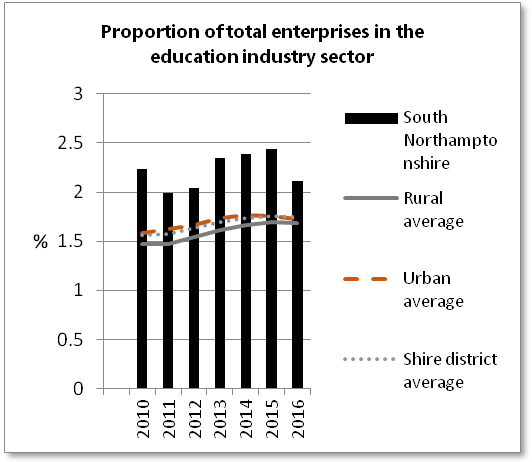 Proportion of total enterprises in the
education industry sector
3
2.5
2
1.5
1
0.5
0
%
2010
2011
2012
2013
2014
2015
2016
South
Northampto
nshire
Rural
average
Urban
average
Shire district
average